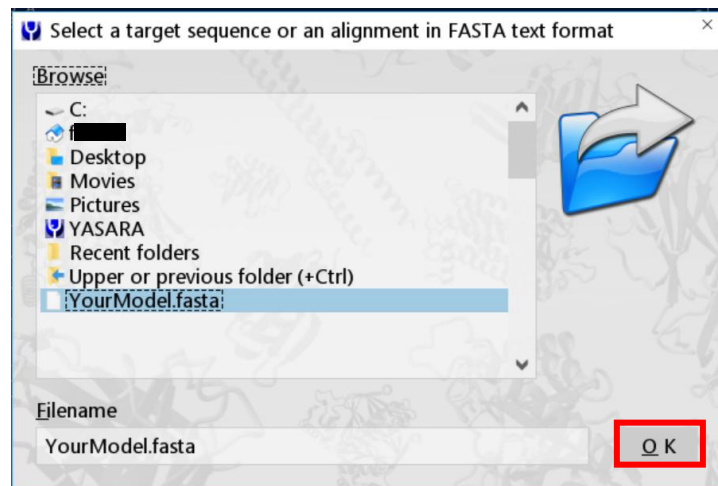 Select a target sequence or an alignment in FASTA text format
Browse
C:
Desktop
Movies
Pictures
YASARA
Recent folders
Upper or previous folder (+Ctrl)
YourModel.fasta
Filename
YourModel.fasta
O K